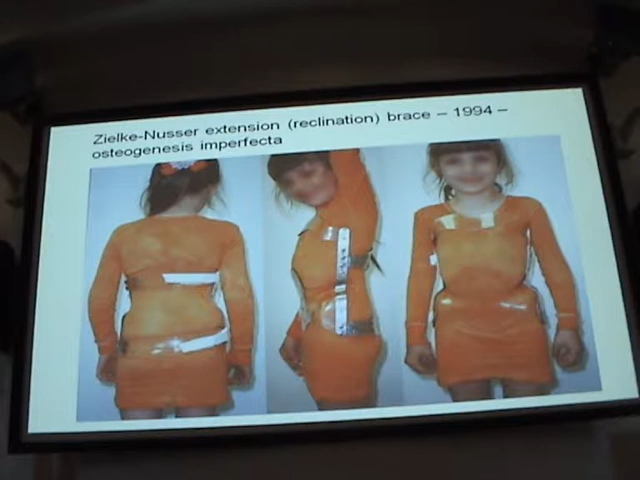 Zielke-Nusser extension (reclination) brace – 1994 –
osteogenesis imperfecta